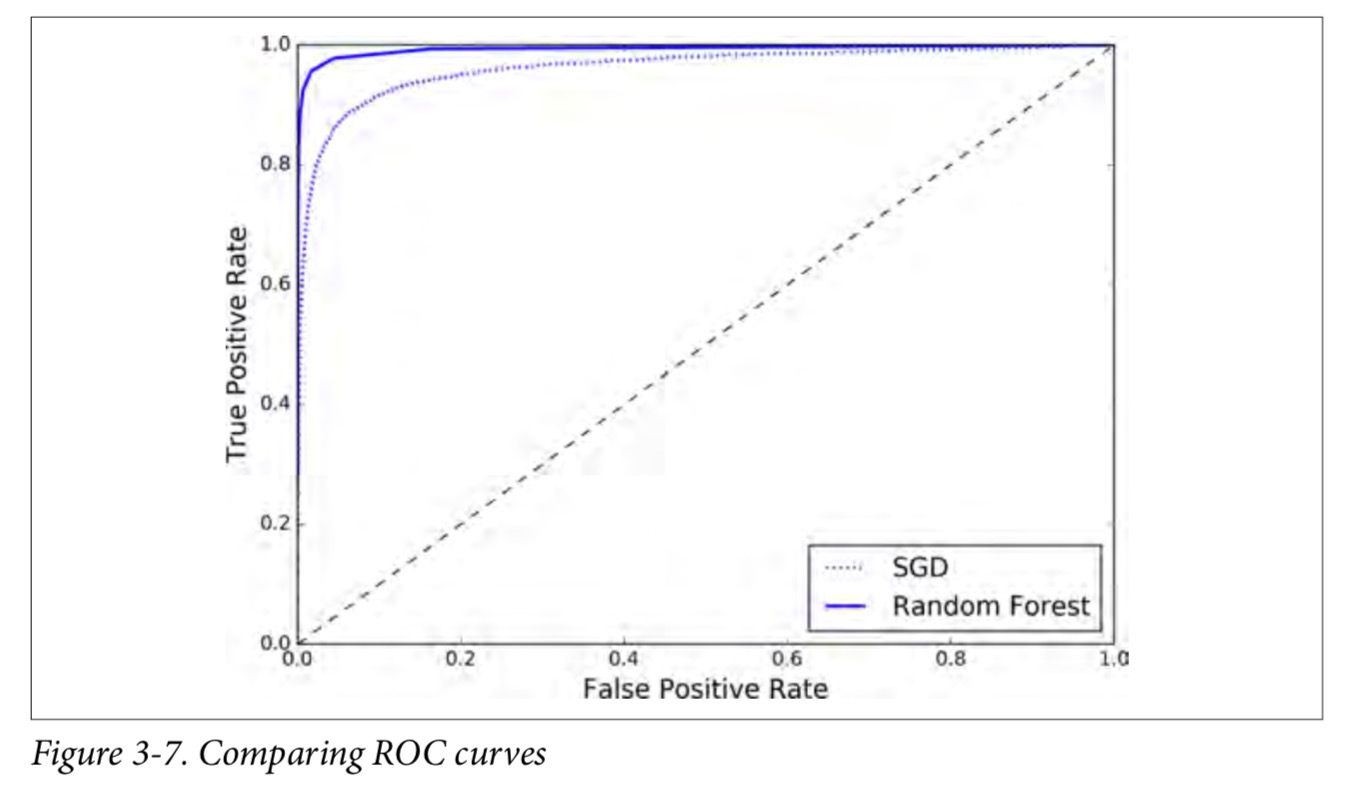 1.0
0.8
0.6
0.4
0.2
0.0
True Positive Rate
0.0 0.2 0.4 0.6 0.8 1.0
False Positive Rate
SGD
Random Forest
Figure 3-7. Comparing ROC curves